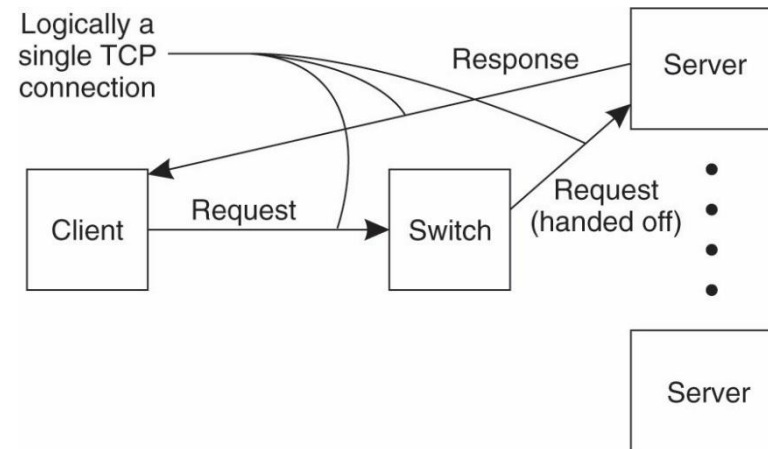 Logically a
single TCP
connection
Response
Server
Client
Request
Switch
Request
(handed off)
Server